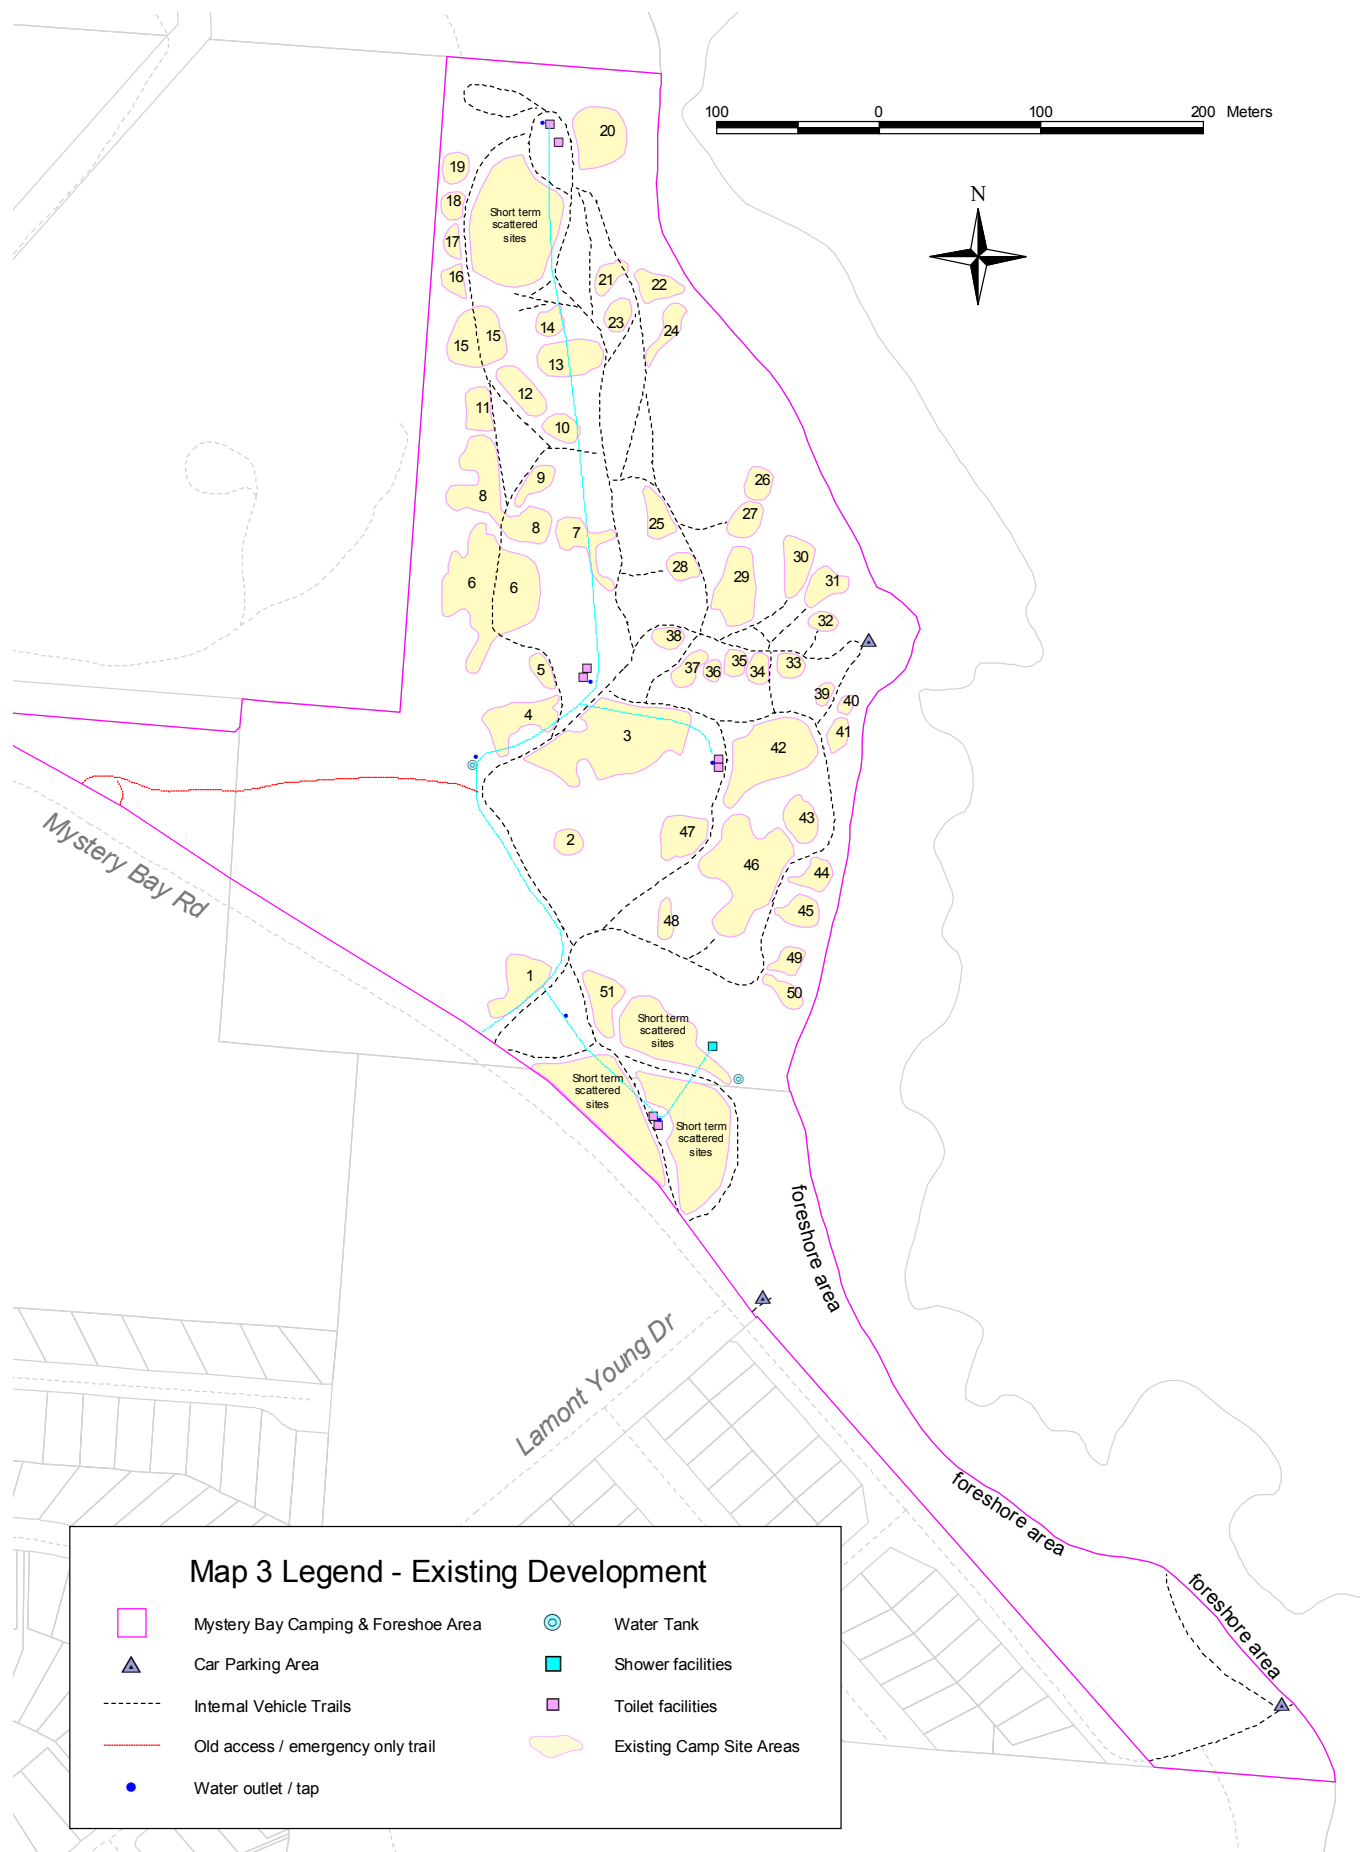 100 0 100 200 Meters
N
20
19
18
Short term
scattered
sites
17
16
21
22
23
24
14
15
15
13
12
11
10
9
8
8
7
26
27
25
28
29
30
31
32
6
6
38
5
37
36
35
34
33
39
40
41
4
3
42
43
2
47
46
44
45
48
49
50
1
51
Short term
scattered
sites
Short term
scattered
sites
Short term
scattered
sites
Mystery Bay Rd
foreshore area
Lamont Young Dr
foreshore area
foreshore area
Map 3 Legend - Existing Development
Mystery Bay Camping & Foreshoe Area
Car Parking Area
Internal Vehicle Trails
Old access / emergency only trail
Water outlet / tap
Water Tank
Shower facilities
Toilet facilities
Existing Camp Site Areas